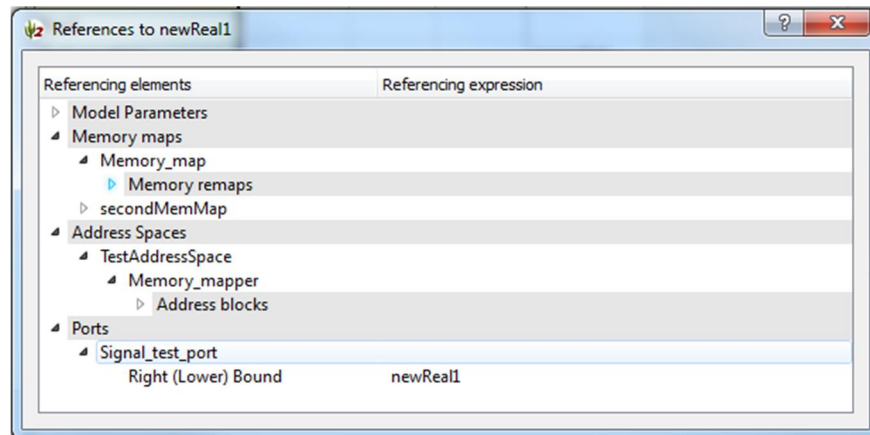 References to newReal1
Referencing elements Referencing expression
Model Parameters
Memory maps
Memory_map
Memory remaps
secondMemMap
Address Spaces
TestAddressSpace
Memory_mapper
Address blocks
Ports
Signal_test_port
Right (Lower) Bound newReal1